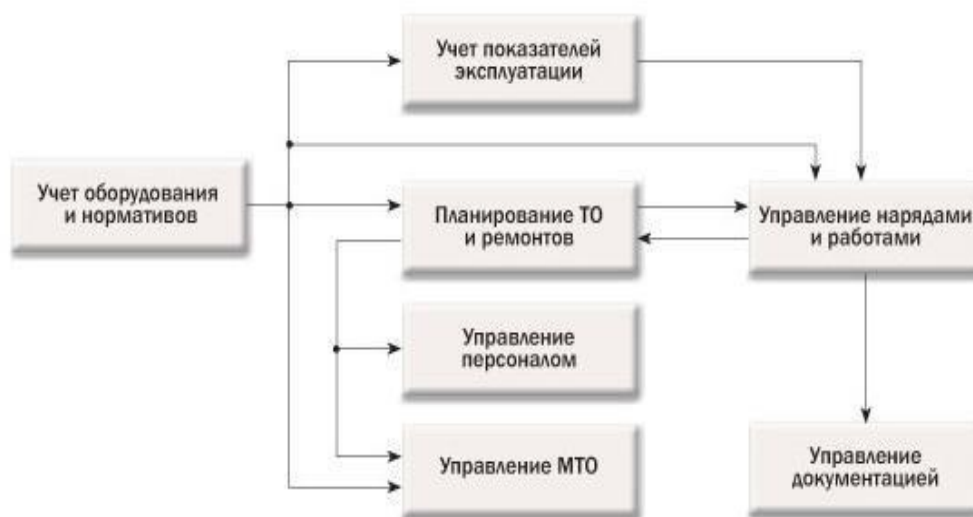 Учет показателей
эксплуатации
Учет оборудования
и нормативов
Планирование ТО
и ремонтов
Управление нарядами
и работами
Управление
персоналом
Управление МТО
Управление
документацией